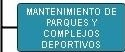 MANTENIMIENTO DE
PARQUES Y
COMPLEJOS
DEPORTIVOS